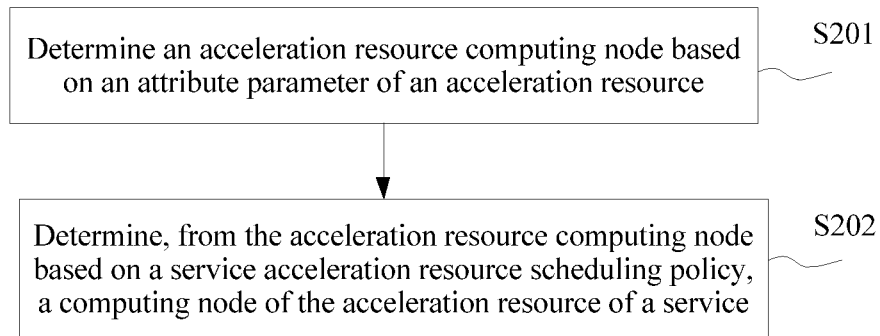 Determine an acceleration resource computing node based
on an attribute parameter of an acceleration resource
S201
Determine, from the acceleration resource computing node
based on a service acceleration resource scheduling policy,
a computing node of the acceleration resource of a service
S202